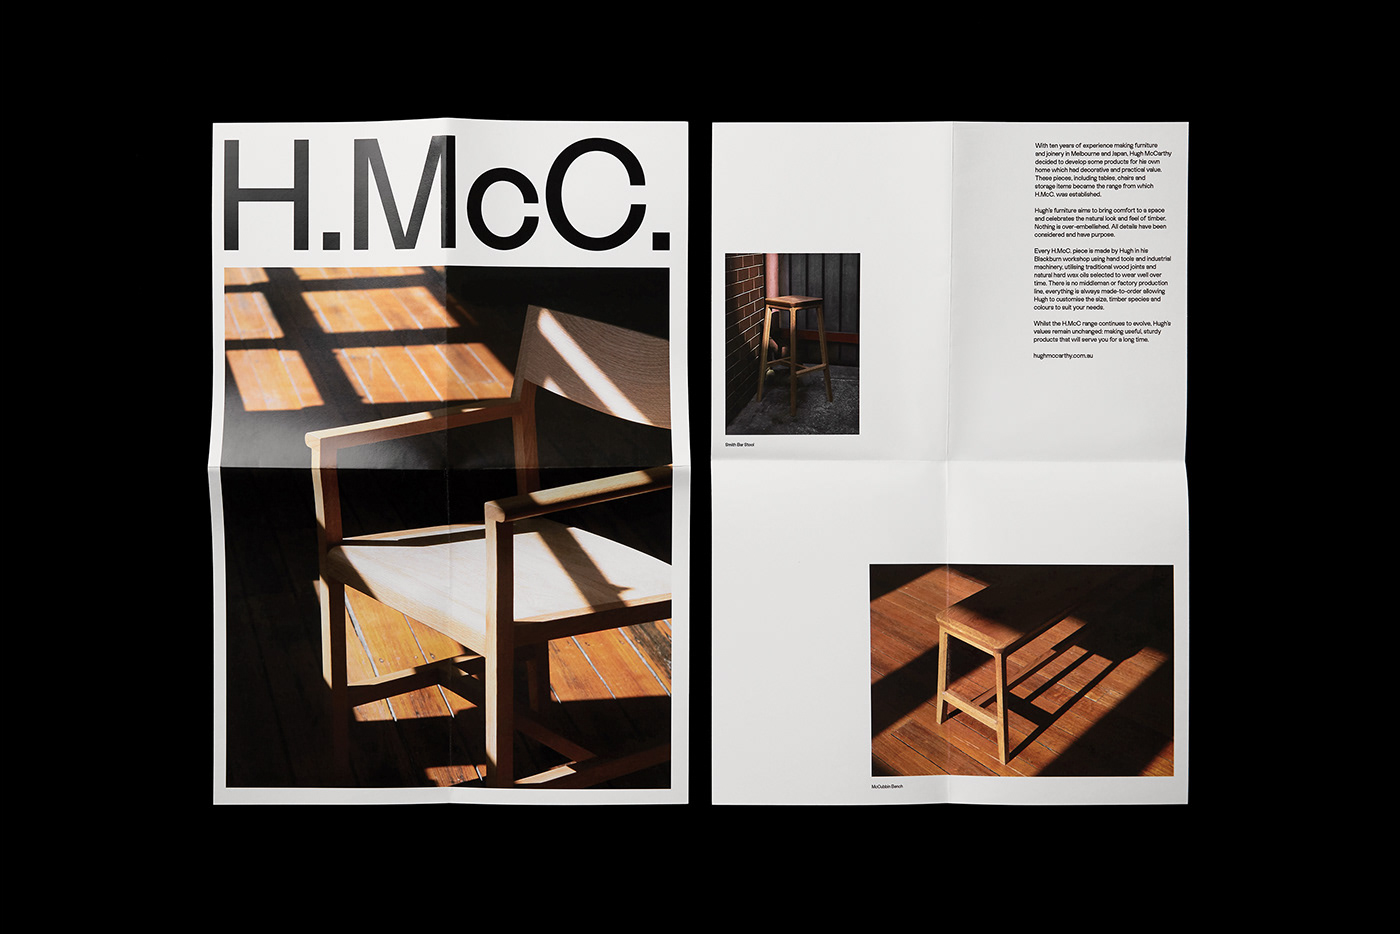 H.McC.
With ten years of experience making furniture
and joinery in Melbourne and Japan, Hugh McCarthy
decided to develop some products for his own
home which had decorative and practical value.
These pieces, including tables, chairs and
storage items became the range from which
H.McC. was established.
Hugh's furniture aims to bring comfort to a space
and celebrates the natural look and feel of timber.
Nothing is over-embellished. All details have been
considered and have purpose.
Every H.McC. piece is made by Hugh in his
Blackburn workshop using hand tools and industrial
machinery, utilising traditional wood joints and
natural hard wax oils selected to wear well over
time. There is no middleman or factory production
line, everything is always made-to-order allowing
Hugh to customise the size, timber species and
colours to suit your needs.
Whilst the H.McC range continues to evolve, Hugh's
values remain unchanged: making useful, sturdy
products that will serve you for a long time.
hughmccarthy.com.au
Smith Bar Stool
McCubbin Bench